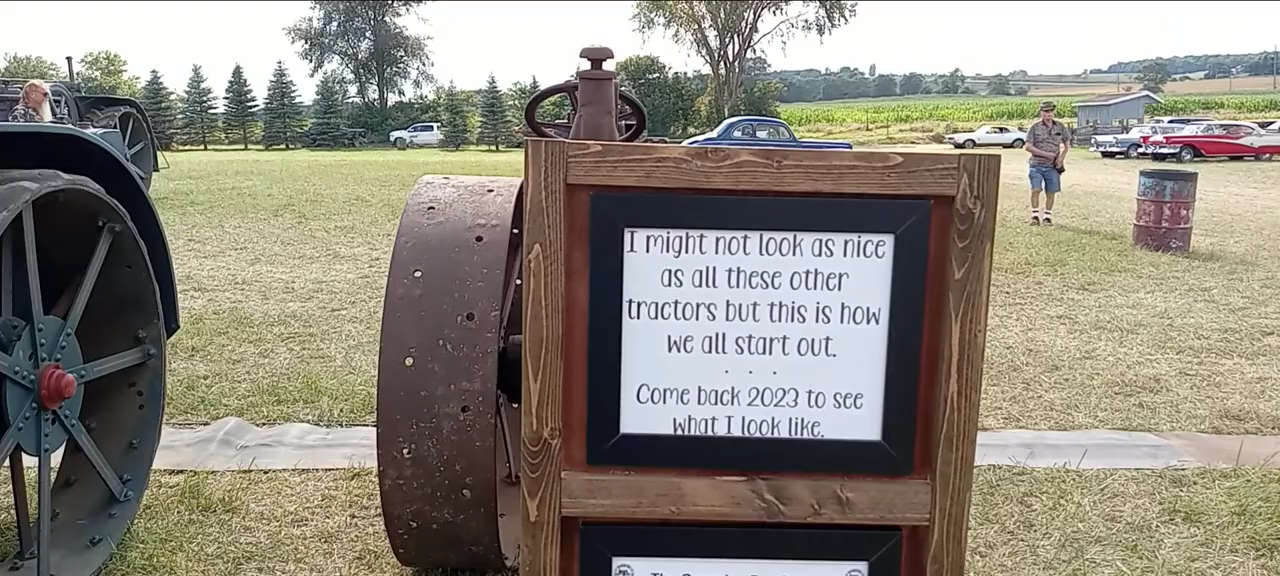 I might not look as nice
as all these other
tractors but this is how
we all start out.
. . .
Come back 2023 to see
what I look like.